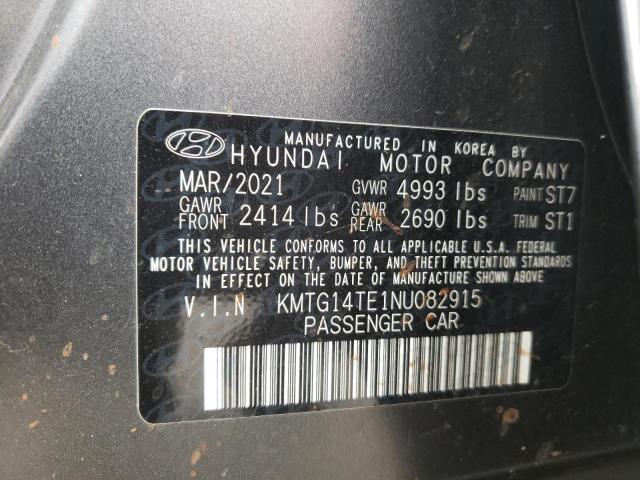 MANUFACTURED IN KOREA BY
HYUNDAI MOTOR COMPANY
MAR/2021 GVWR 4993 lbs PAINT ST7
GAWR FRONT 2414 lbs GAWR REAR 2690 lbs TRIM ST1
THIS VEHICLE CONFORMS TO ALL APPLICABLE U.S.A. FEDERAL
MOTOR VEHICLE SAFETY, BUMPER, AND THEFT PREVENTION STANDARDS
IN EFFECT ON THE DATE OF MANUFACTURE SHOWN ABOVE.
V.I.N KMTG14TE1NU082915
PASSENGER CAR